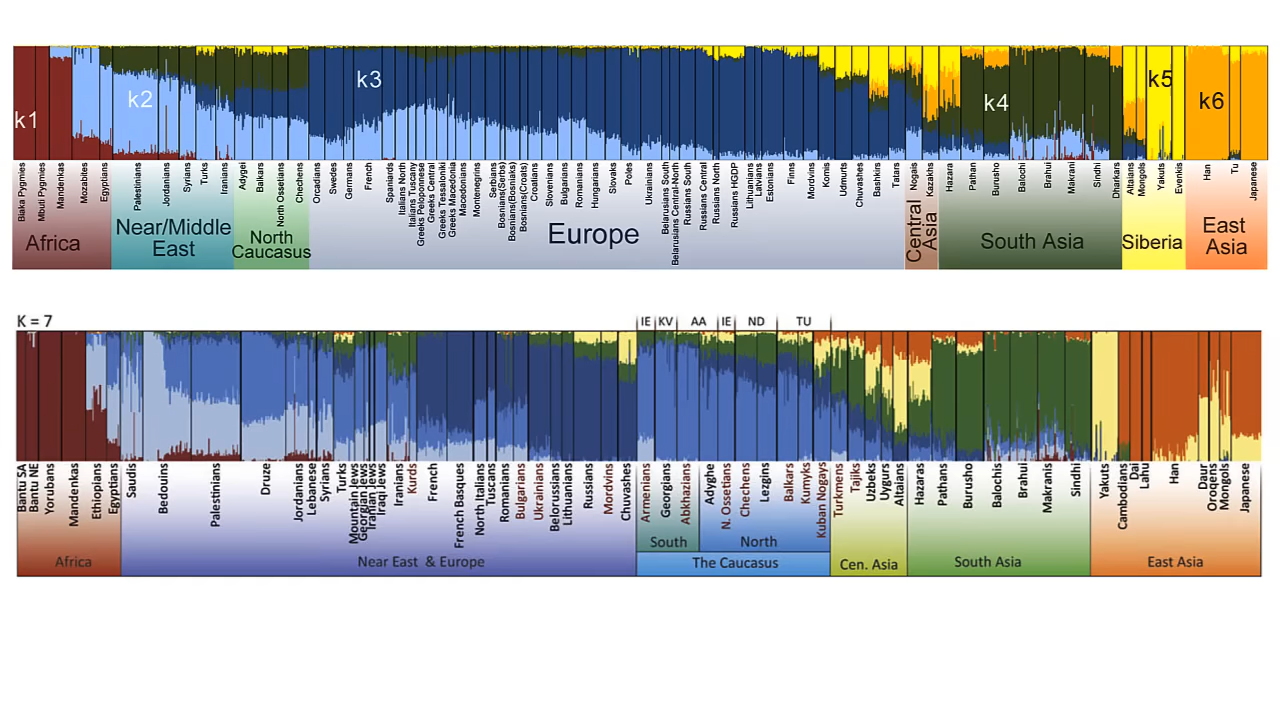 k1
k2
k3
k4
k5
k6
Biaka Pygmies
Mbuti Pygmies
Mandenkas
Mozabites
Egyptians
Palestinians
Jordanians
Syrians
Turks
Iranians
Adygei
Balkars
North Ossetians
Chechens
Orcadians
Swedes
Germans
French
Spaniards
Italians North
Italians Tuscany
Greeks Peloponnese
Greeks Central
Greeks Tessaloniki
Greeks Macedonia
Macedonians
Montenegrins
Serbians
Bosnians(Serbs)
Bosnians(Bosniaks)
Bosnians(Croats)
Croatians
Slovenians
Bulgarians
Romanians
Hungarians
Slovaks
Poles
Ukrainians
Belarusians South
Belarusians Central-North
Russians South
Russians Central
Russians North
Russians HGDP
Lithuanians
Latvians
Estonians
Finns
Mordvins
Komis
Udmurts
Chuvashes
Bashkirs
Tatars
Nogais
Kazakhs
Hazara
Pathan
Burusho
Balochi
Brahui
Makrani
Sindhi
Dharkars
Altaians
Mongols
Yakuts
Evenkis
Han
Tu
Japanese
Africa
Near/Middle East
North Caucasus
Europe
Central Asia
South Asia
Siberia
East Asia
K = 7
IE KV AA IE ND TU
Bantu SA
Bantu NE
Yorubans
Mandenkas
Ethiopians
Egyptians
Saudis
Bedouins
Palestinians
Druze
Jordanians
Lebanese
Syrians
Turks
Mountain Jews
Georgian Jews
Iranian Jews
Iraqi Jews
Iranians
Kurds
French
French Basques
North Italians
Tuscans
Romanians
Bulgarians
Ukrainians
Belorussians
Lithuanians
Russian
Mordvins
Chuvashes
Armenians
Georgians
Abkhazians
Adyghe
N. Ossetians
Chechens
Lezgins
Balkars
Kumyks
Kuban Nogays
Turkmens
Tajiks
Uzbeks
Uygurs
Altaians
Hazaras
Pathans
Burusho
Balochis
Brahui
Makranis
Sindhi
Yakuts
Cambodians
Dai
Lahu
Han
Daur
Oroqens
Mongols
Japanese
South
North
Africa
Near East & Europe
The Caucasus
Cen. Asia
South Asia
East Asia